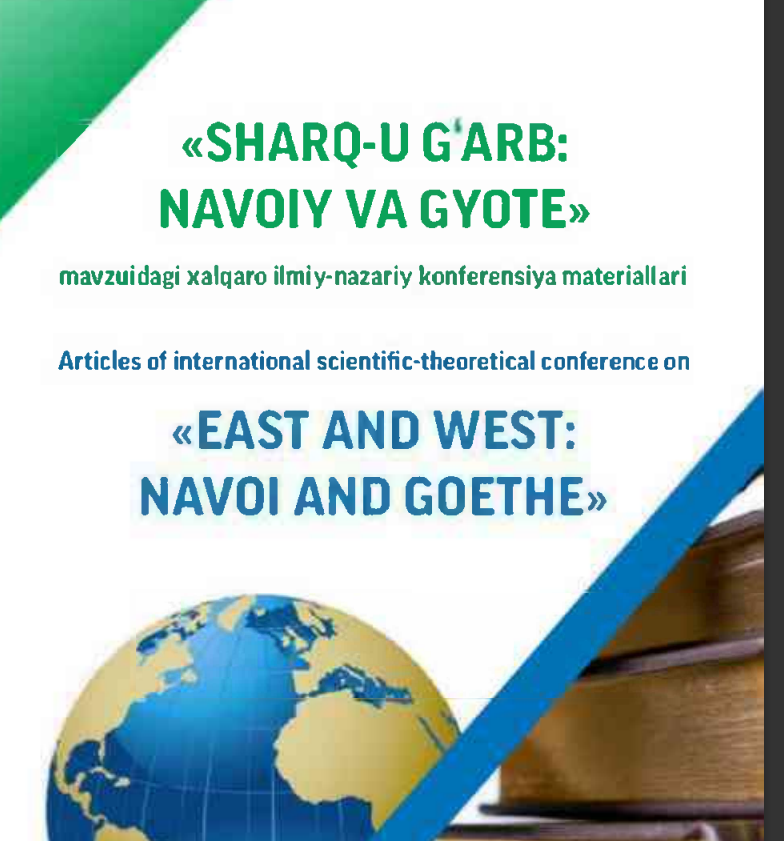 «SHARQ-U G‘ARB:
NAVOIY VA GYOTE»
mavzuidagi xalqaro ilmiy-nazariy konferensiya materiallari
Articles of international scientific-theoretical conference on
«EAST AND WEST:
NAVOI AND GOETHE»